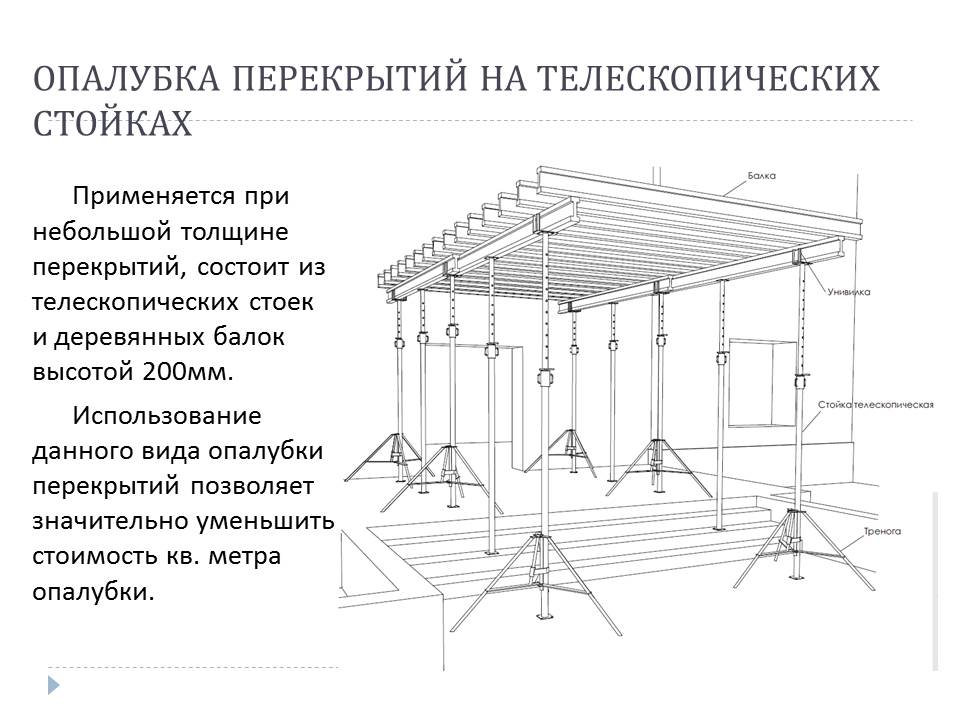 ОПАЛУБКА ПЕРЕКРЫТИЙ НА ТЕЛЕСКОПИЧЕСКИХ
СТОЙКАХ
Применяется при
небольшой толщине
перекрытий, состоит из
телескопических стоек
и деревянных балок
высотой 200мм.
Использование
данного вида опалубки
перекрытий позволяет
значительно уменьшить
стоимость кв. метра
опалубки.
Балка
Унивилка
Стойка телескопическая
Тренога